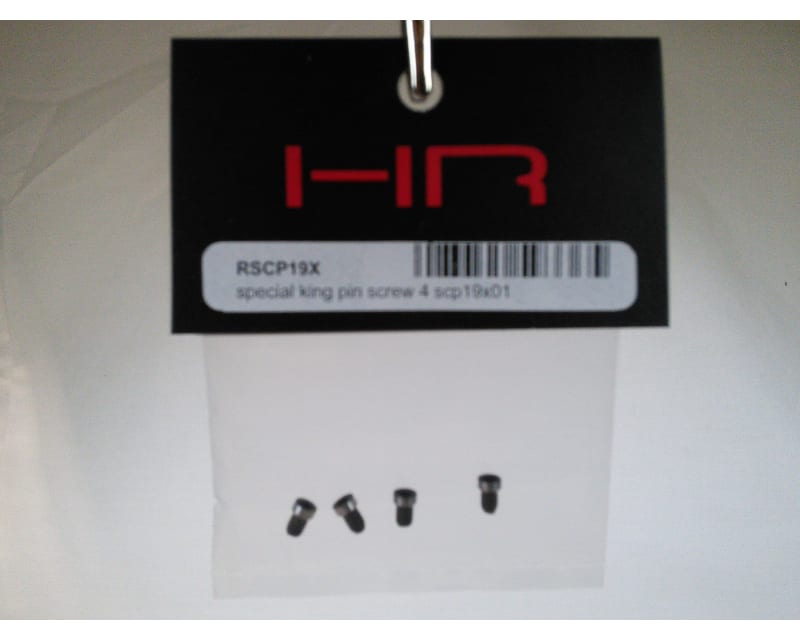 HR
RSCP19X
special king pin screw 4 scp19x01